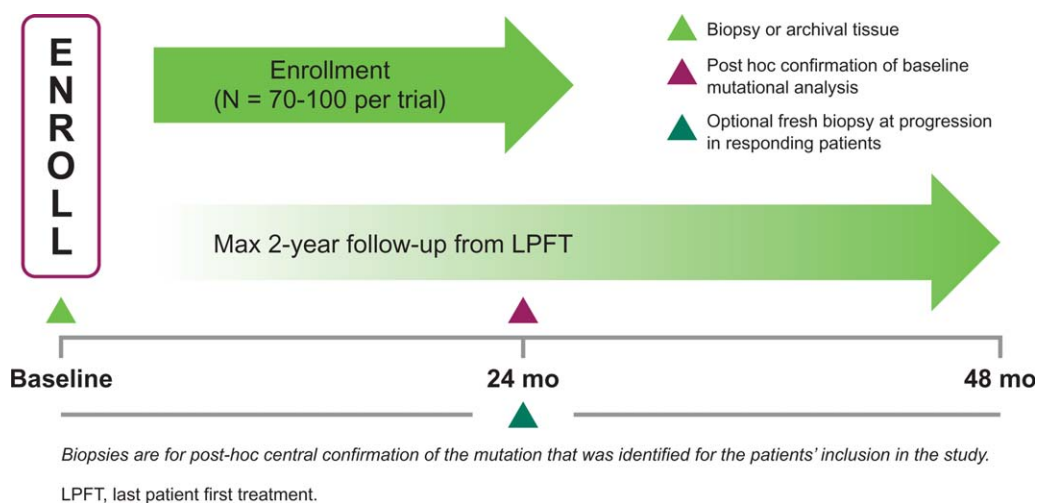 ENROLL
Enrollment
(N = 70-100 per trial)
Biopsy or archival tissue
Post hoc confirmation of baseline
mutational analysis
Optional fresh biopsy at progression
in responding patients
Max 2-year follow-up from LPFT
Baseline
24 mo
48 mo
Biopsies are for post-hoc central confirmation of the mutation that was identified for the patients' inclusion in the study.
LPFT, last patient first treatment.